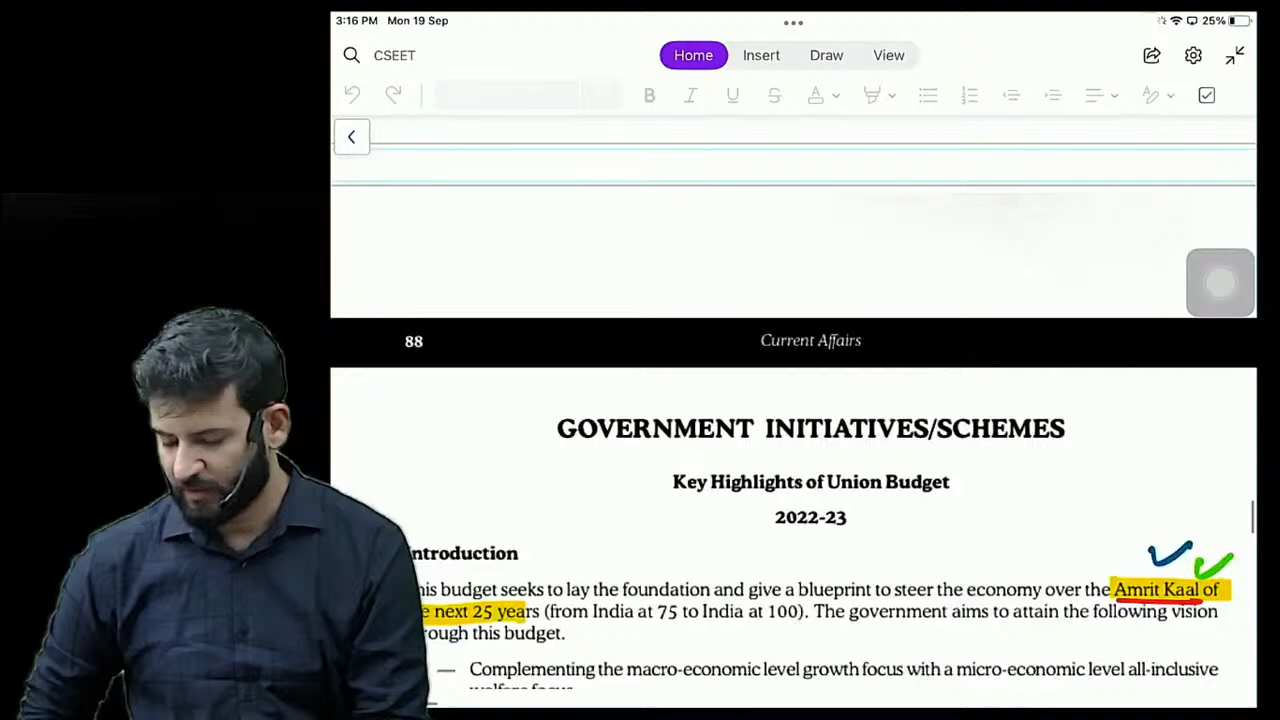 3:16 PM Mon 19 Sep
25%
CSEET
Home Insert Draw View
B I U S A
88 Current Affairs
GOVERNMENT INITIATIVES/SCHEMES
Key Highlights of Union Budget
2022-23
ntroduction
his budget seeks to lay the foundation and give a blueprint to steer the economy over the Amrit Kaal of
e next 25 years (from India at 75 to India at 100). The government aims to attain the following vision
rough this budget.
— Complementing the macro-economic level growth focus with a micro-economic level all-inclusive
welfare focus